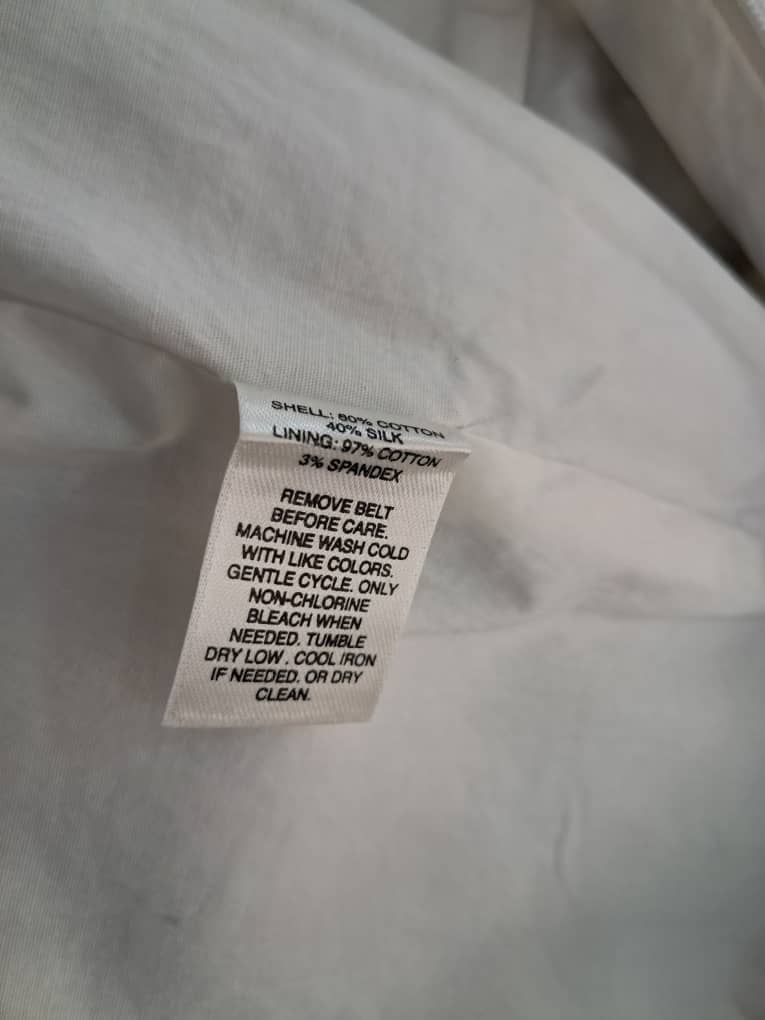 SHELL: 60% COTTON
40% SILK
LINING: 97% COTTON
3% SPANDEX
REMOVE BELT
BEFORE CARE.
MACHINE WASH COLD
WITH LIKE COLORS.
GENTLE CYCLE. ONLY
NON-CHLORINE
BLEACH WHEN
NEEDED. TUMBLE
DRY LOW. COOL IRON
IF NEEDED. OR DRY
CLEAN.